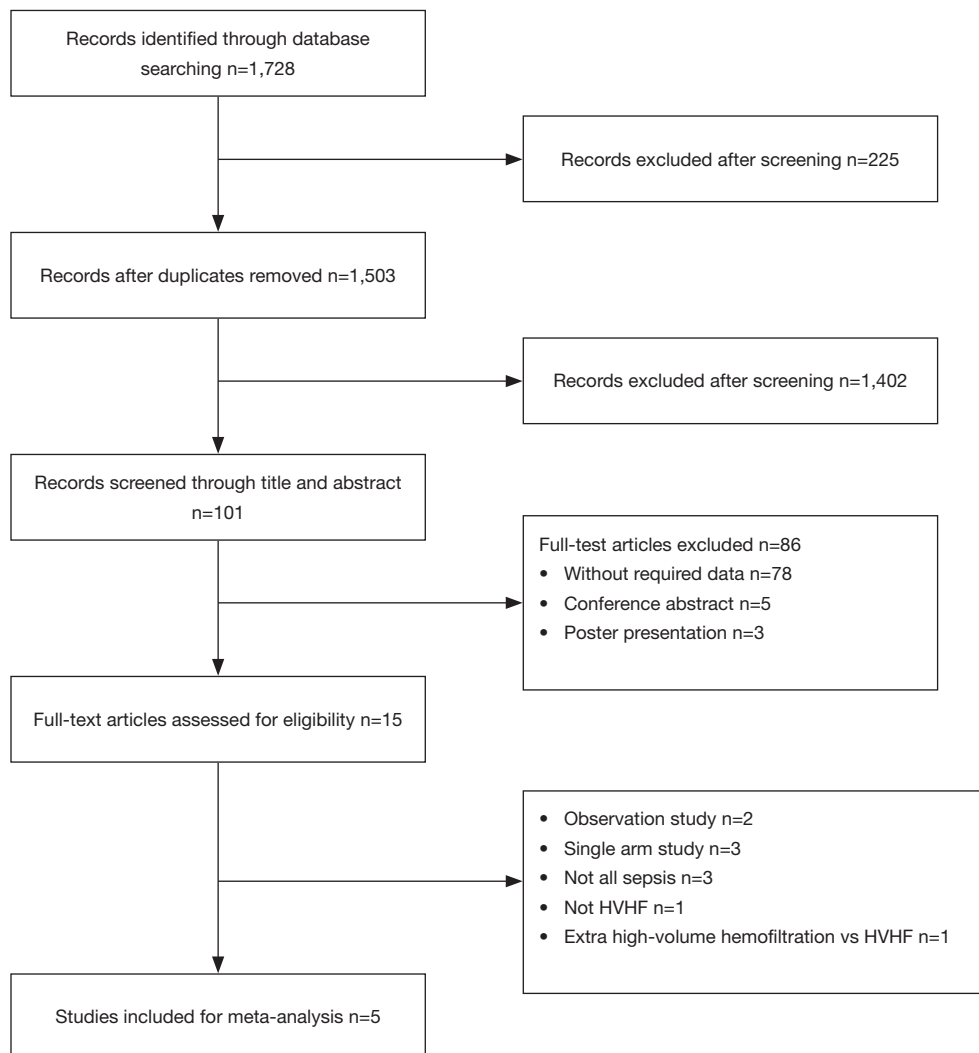 Records identified through database
searching n=1,728
Records excluded after screening n=225
Records after duplicates removed n=1,503
Records excluded after screening n=1,402
Records screened through title and abstract
n=101
Full-test articles excluded n=86
• Without required data n=78
• Conference abstract n=5
• Poster presentation n=3
Full-text articles assessed for eligibility n=15
• Observation study n=2
• Single arm study n=3
• Not all sepsis n=3
• Not HVHF n=1
• Extra high-volume hemofiltration vs HVHF n=1
Studies included for meta-analysis n=5